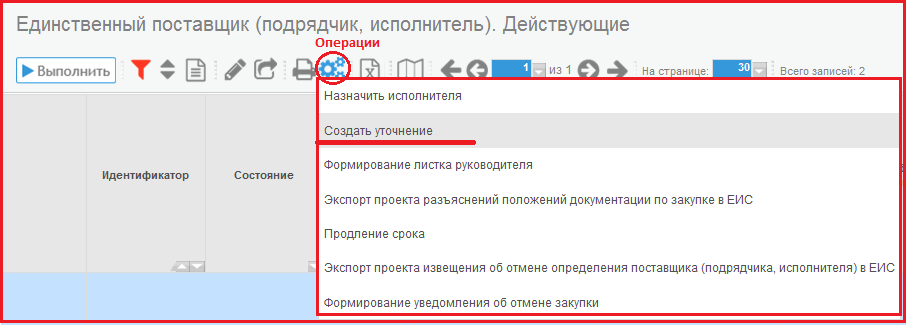 Единственный поставщик (подрядчик, исполнитель). Действующие
Операции
Выполнить
1 из 1 На странице: 30 Всего записей: 2
Идентификатор
Состояние
Назначить исполнителя
Создать уточнение
Формирование листка руководителя
Экспорт проекта разъяснений положений документации по закупке в ЕИС
Продление срока
Экспорт проекта извещения об отмене определения поставщика (подрядчика, исполнителя) в ЕИС
Формирование уведомления об отмене закупки